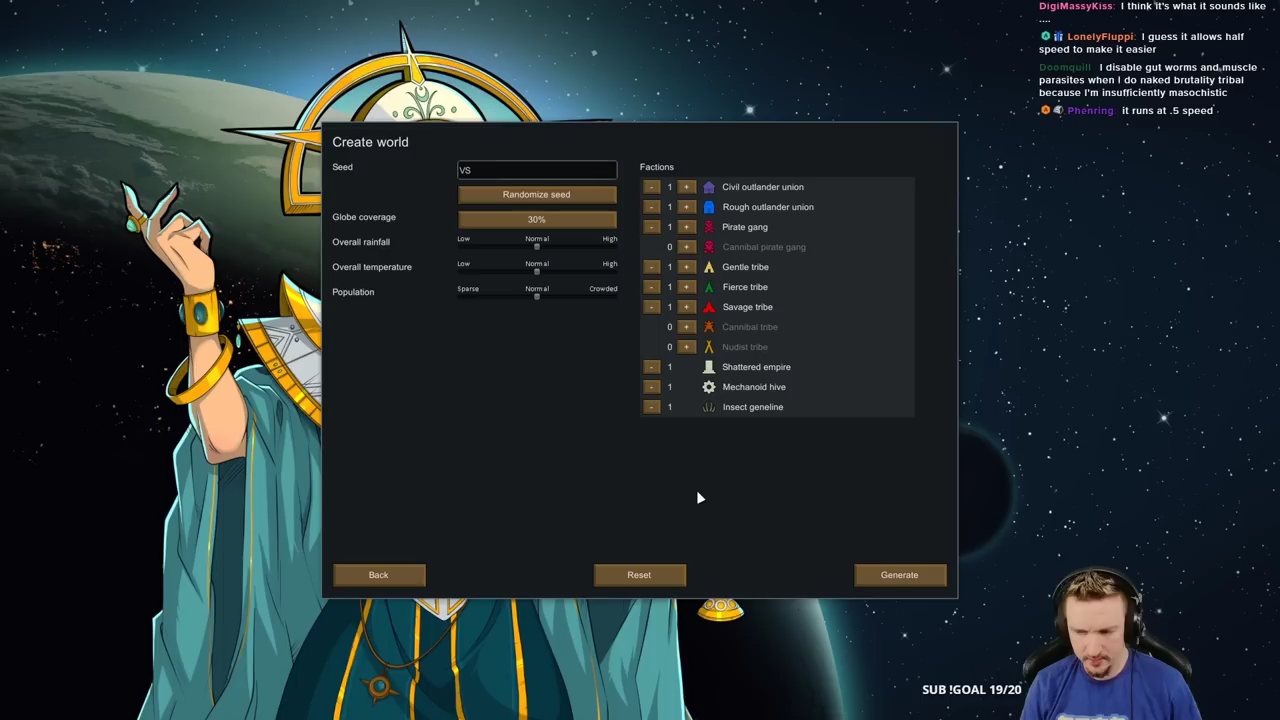 DigiMassyKiss: I think it's what it sounds like
....
LonelyFluppi: I guess it allows half
speed to make it easier
Doomquill: I disable gut worms and muscle
parasites when I do naked brutality tribal
because I'm insufficiently masochistic
Phenring: it runs at .5 speed
Create world
Seed
VS
Randomize seed
Globe coverage
30%
Overall rainfall
Low Normal High
Overall temperature
Low Normal High
Population
Sparse Normal Crowded
Factions
- 1 + Civil outlander union
- 1 + Rough outlander union
- 1 + Pirate gang
0 + Cannibal pirate gang
- 1 + Gentle tribe
- 1 + Fierce tribe
- 1 + Savage tribe
0 + Cannibal tribe
0 + Nudist tribe
- 1 Shattered empire
- 1 Mechanoid hive
- 1 Insect geneline
Back
Reset
Generate
SUB !GOAL 19/20